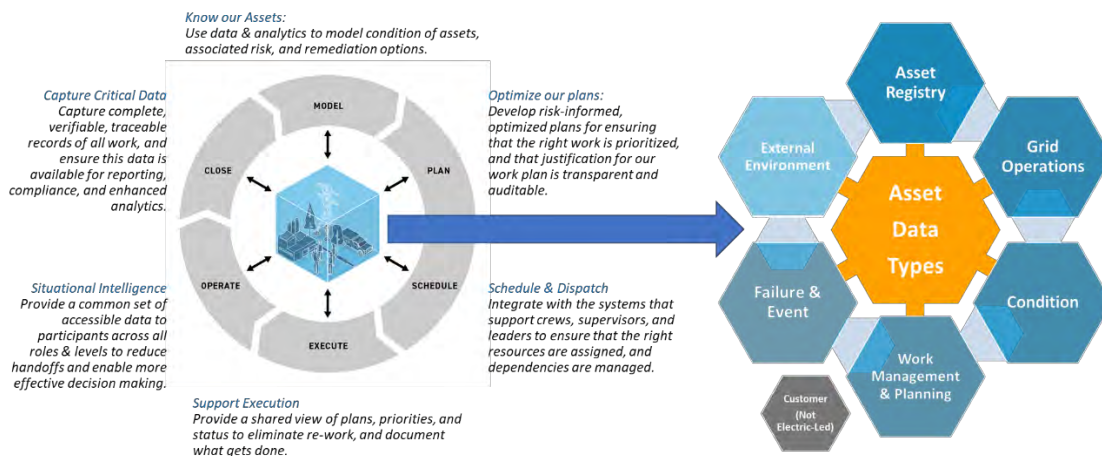 Know our Assets:
Use data & analytics to model condition of assets,
associated risk, and remediation options.
Capture Critical Data
Capture complete,
verifiable, traceable
records of all work, and
ensure this data is
available for reporting,
compliance, and enhanced
analytics.
Situational Intelligence
Provide a common set of
accessible data to
participants across all
roles & levels to reduce
handoffs and enable more
effective decision making.
MODEL
PLAN
SCHEDULE
EXECUTE
OPERATE
CLOSE
Optimize our plans:
Develop risk-informed,
optimized plans for ensuring
that the right work is prioritized,
and that justification for our
work plan is transparent and
auditable.
Schedule & Dispatch
Integrate with the systems that
support crews, supervisors, and
leaders to ensure that the right
resources are assigned, and
dependencies are managed.
Support Execution
Provide a shared view of plans, priorities, and
status to eliminate re-work, and document
what gets done.
Asset
Registry
Grid
Operations
Condition
Work
Management
& Planning
Failure &
Event
External
Environment
Asset
Data
Types
Customer
(Not
Electric-Led)